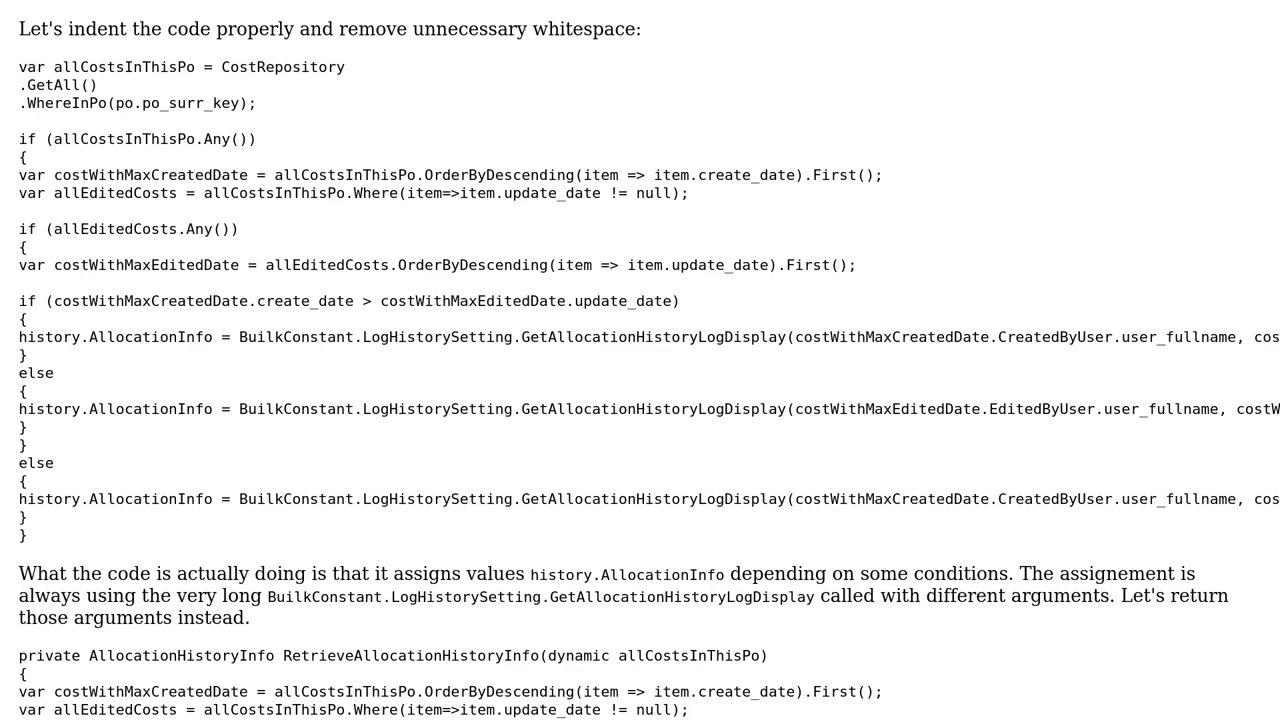 Let's indent the code properly and remove unnecessary whitespace:
var allCostsInThisPo = CostRepository
.GetAll()
.WhereInPo(po.po_surr_key);
if (allCostsInThisPo.Any())
{
var costWithMaxCreatedDate = allCostsInThisPo.OrderByDescending(item => item.create_date).First();
var allEditedCosts = allCostsInThisPo.Where(item=>item.update_date != null);
if (allEditedCosts.Any())
{
var costWithMaxEditedDate = allEditedCosts.OrderByDescending(item => item.update_date).First();
if (costWithMaxCreatedDate.create_date > costWithMaxEditedDate.update_date)
{
history.AllocationInfo = BuilkConstant.LogHistorySetting.GetAllocationHistoryLogDisplay(costWithMaxCreatedDate.CreatedByUser.user_fullname, cos
}
else
{
history.AllocationInfo = BuilkConstant.LogHistorySetting.GetAllocationHistoryLogDisplay(costWithMaxEditedDate.EditedByUser.user_fullname, costW
}
}
else
{
history.AllocationInfo = BuilkConstant.LogHistorySetting.GetAllocationHistoryLogDisplay(costWithMaxCreatedDate.CreatedByUser.user_fullname, cos
}
}
What the code is actually doing is that it assigns values history.AllocationInfo depending on some conditions. The assignement is
always using the very long BuilkConstant.LogHistorySetting.GetAllocationHistoryLogDisplay called with different arguments. Let's return
those arguments instead.
private AllocationHistoryInfo RetrieveAllocationHistoryInfo(dynamic allCostsInThisPo)
{
var costWithMaxCreatedDate = allCostsInThisPo.OrderByDescending(item => item.create_date).First();
var allEditedCosts = allCostsInThisPo.Where(item=>item.update_date != null);